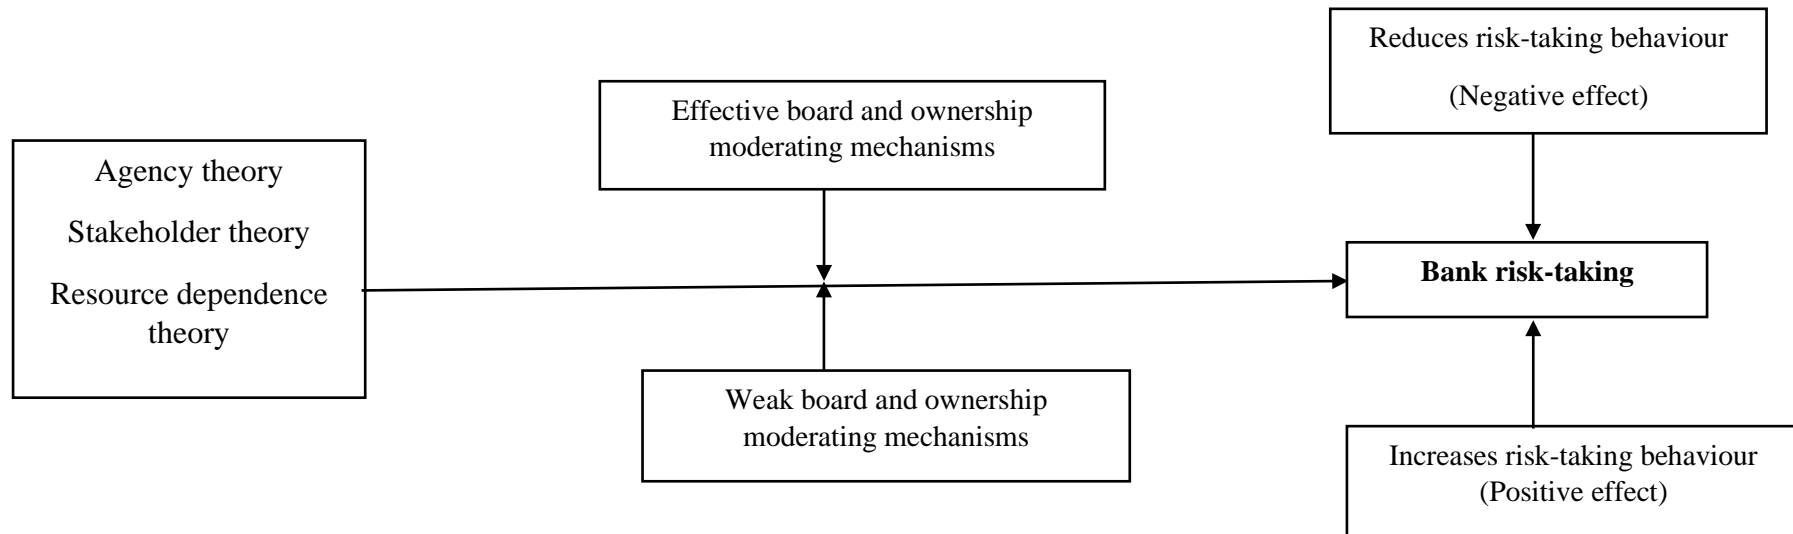 Agency theory
Stakeholder theory
Resource dependence
theory
Effective board and ownership
moderating mechanisms
Weak board and ownership
moderating mechanisms
Reduces risk-taking behaviour
(Negative effect)
Bank risk-taking
Increases risk-taking behaviour
(Positive effect)